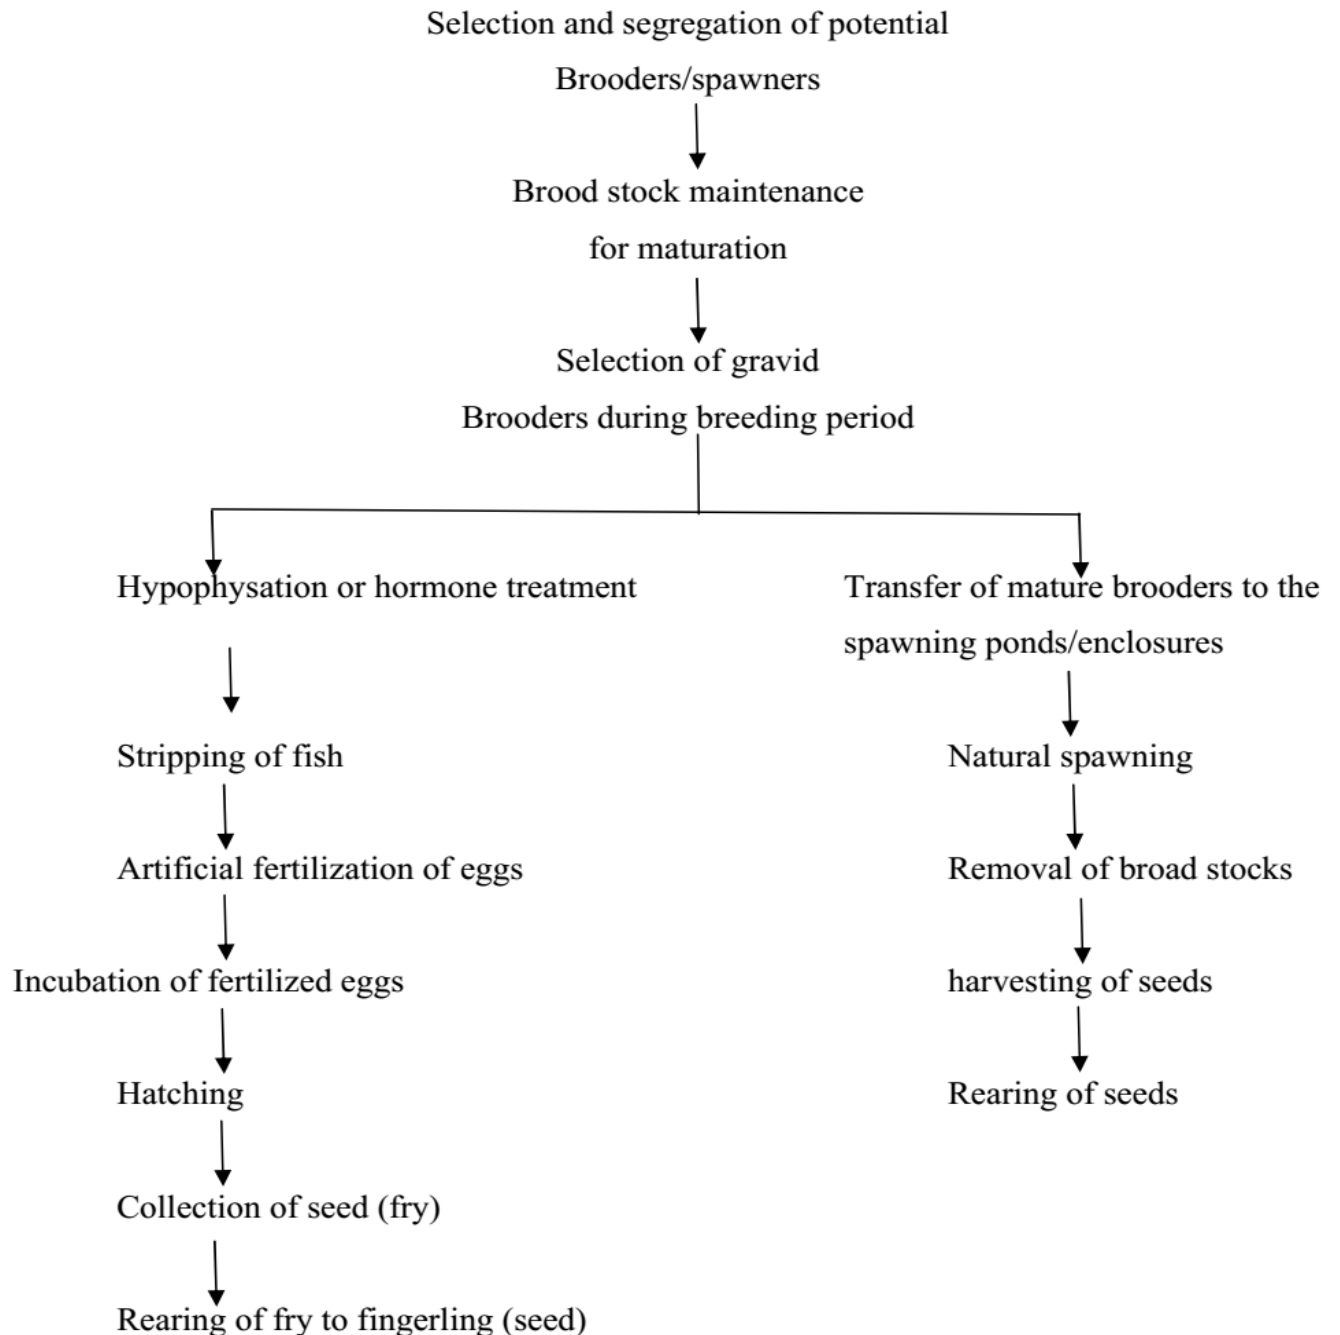 Selection and segregation of potential
Brooders/spawners
Brood stock maintenance
for maturation
Selection of gravid
Brooders during breeding period
Hypophysation or hormone treatment
Stripping of fish
Artificial fertilization of eggs
Incubation of fertilized eggs
Hatching
Collection of seed (fry)
Rearing of fry to fingerling (seed)
Transfer of mature brooders to the
spawning ponds/enclosures
Natural spawning
Removal of broad stocks
harvesting of seeds
Rearing of seeds